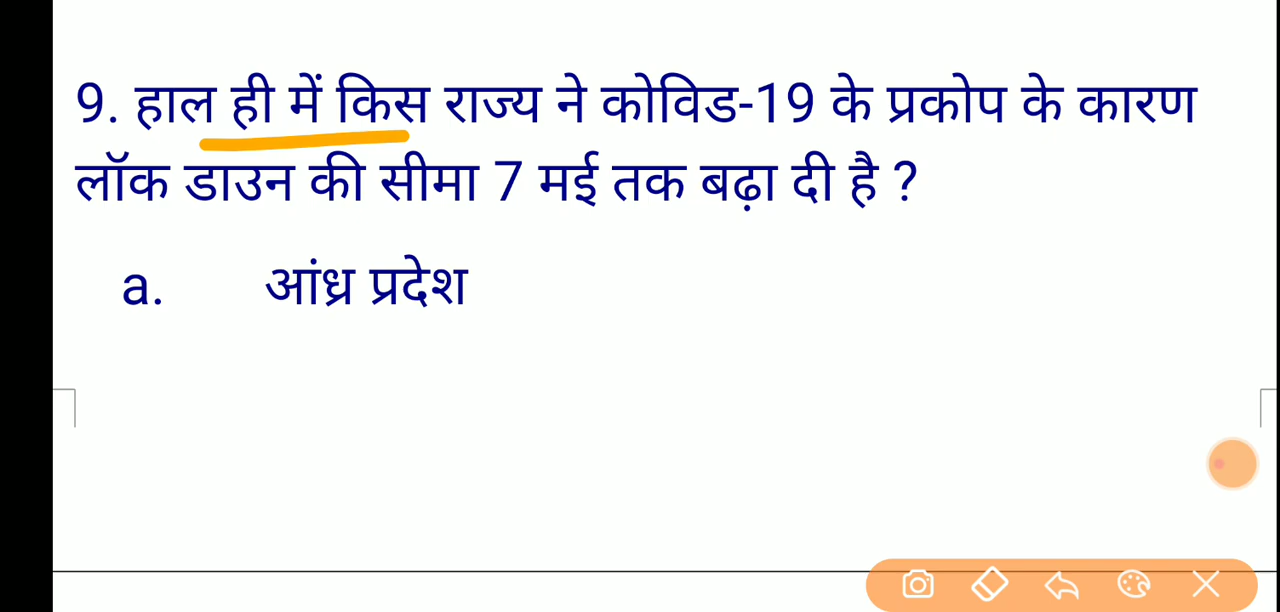 9. हाल ही में किस राज्य ने कोविड-19 के प्रकोप के कारण
लॉक डाउन की सीमा 7 मई तक बढ़ा दी है ?
a. आंध्र प्रदेश